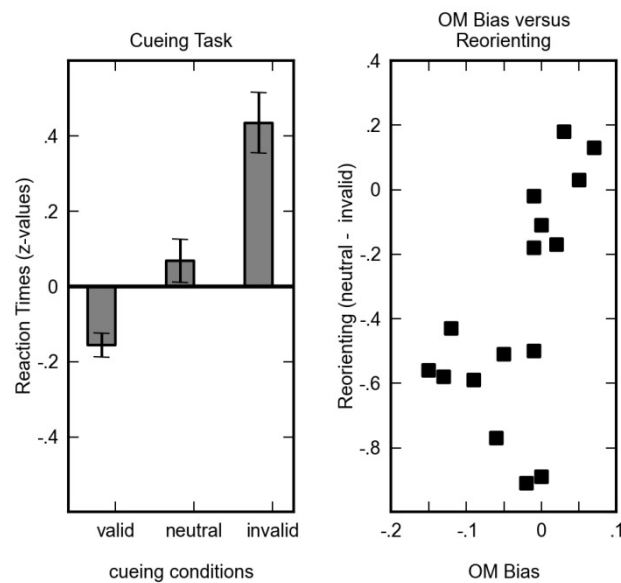 Cueing Task
Reaction Times (z-values)
.4
.2
0
-.2
-.4
valid neutral invalid
cueing conditions
OM Bias versus
Reorienting
Reorienting (neutral - invalid)
.4
.2
0
-.2
-.4
-.6
-.8
-.2 -.1 0 .1
OM Bias